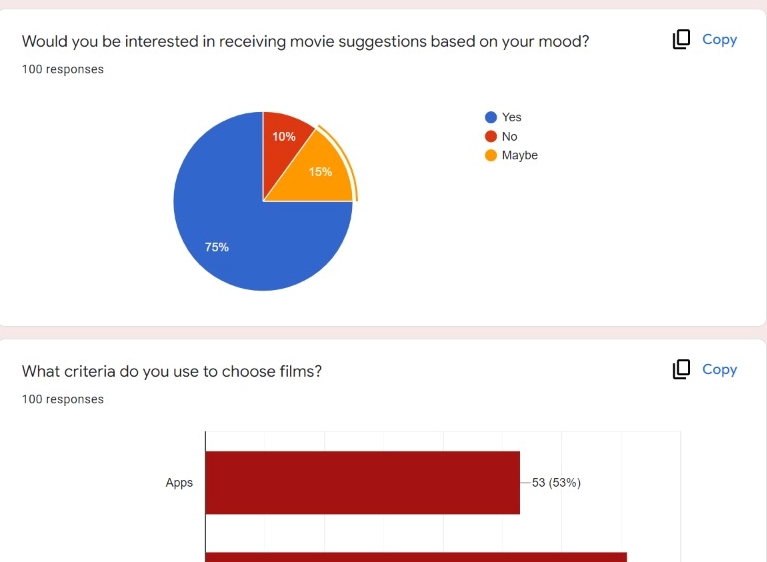 Would you be interested in receiving movie suggestions based on your mood?
Copy
100 responses
Yes
No
Maybe
10%
15%
75%
What criteria do you use to choose films?
Copy
100 responses
Apps
53 (53%)